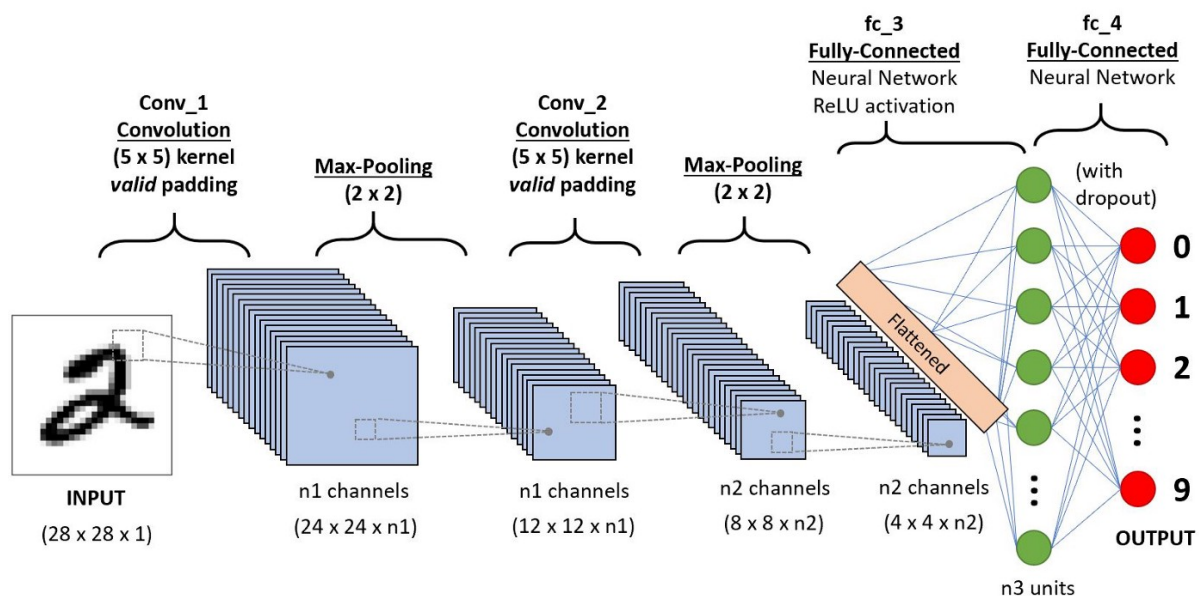 Conv_1
Convolution
(5 x 5) kernel
valid padding
Max-Pooling
(2 x 2)
Conv_2
Convolution
(5 x 5) kernel
valid padding
Max-Pooling
(2 x 2)
fc_3
Fully-Connected
Neural Network
ReLU activation
fc_4
Fully-Connected
Neural Network
(with
dropout)
INPUT
(28 x 28 x 1)
n1 channels
(24 x 24 x n1)
n1 channels
(12 x 12 x n1)
n2 channels
(8 x 8 x n2)
n2 channels
(4 x 4 x n2)
Flattened
n3 units
0
1
2
9
OUTPUT
2